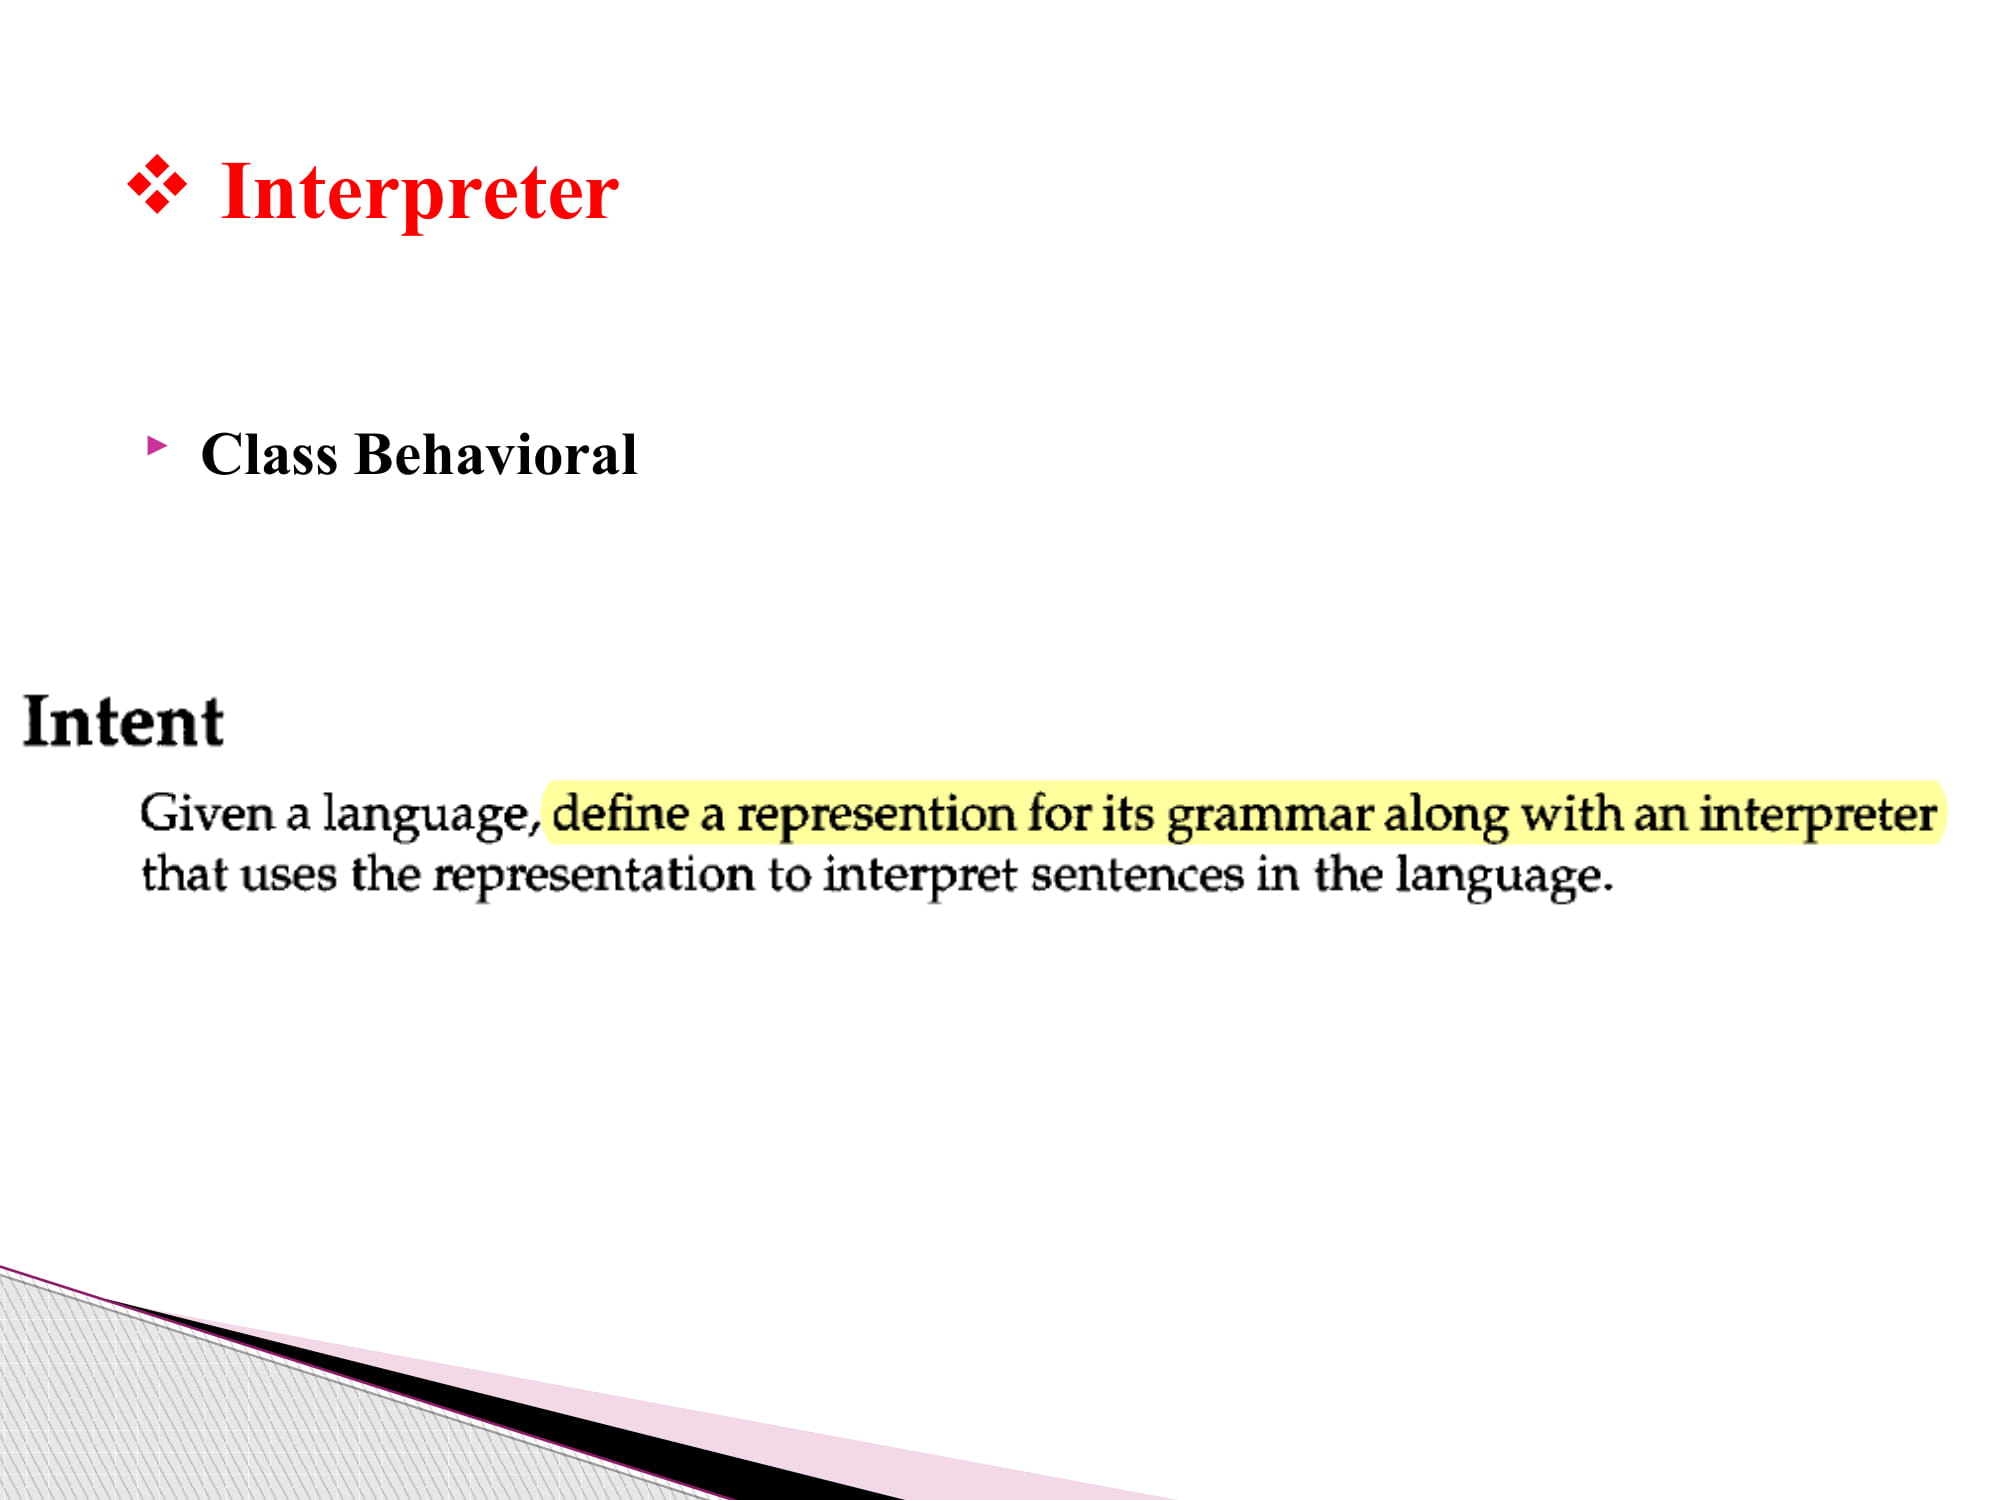 Interpreter
Class Behavioral
Intent
Given a language, define a represention for its grammar along with an interpreter
that uses the representation to interpret sentences in the language.